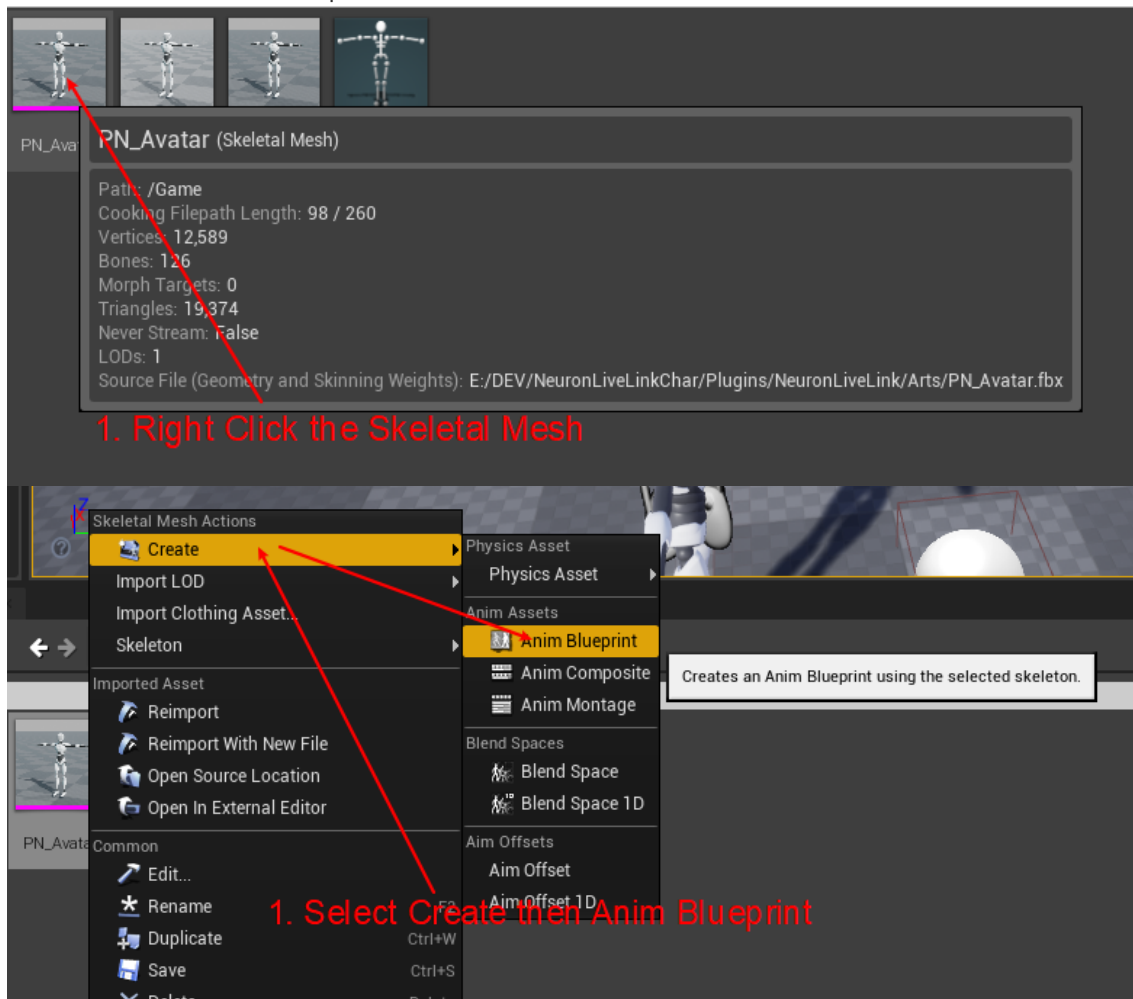 PN_Ava
PN_Avatar (Skeletal Mesh)
Path: /Game
Cooking Filepath Length: 98 / 260
Vertices: 12,589
Bones: 126
Morph Targets: 0
Triangles: 19,374
Never Stream: False
LODs: 1
Source File (Geometry and Skinning Weights): E:/DEV/NeuronLiveLinkChar/Plugins/NeuronLiveLink/Arts/PN_Avatar.fbx
1. Right Click the Skeletal Mesh
Z
Skeletal Mesh Actions
Create
Import LOD
Import Clothing Asset...
Skeleton
Imported Asset
Reimport
Reimport With New File
Open Source Location
Open In External Editor
Common
Edit...
Rename F2
Duplicate Ctrl+W
Save Ctrl+S
Physics Asset
Physics Asset
Anim Assets
Anim Blueprint
Anim Composite
Anim Montage
Blend Spaces
Blend Space
Blend Space 1D
Aim Offsets
Aim Offset
Aim Offset 1D
Creates an Anim Blueprint using the selected skeleton.
PN_Avata
1. Select Create then Anim Blueprint